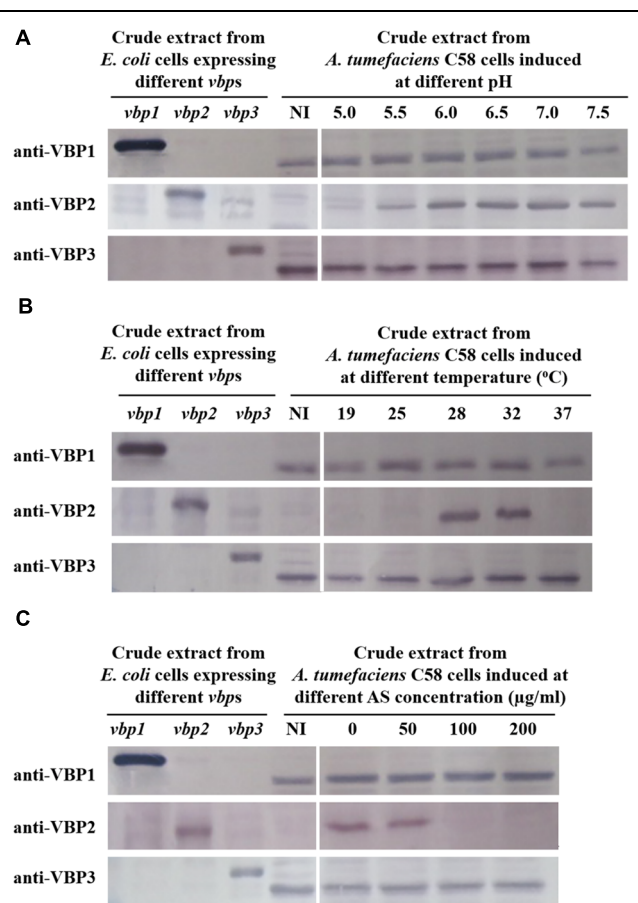 A
Crude extract from
E. coli cells expressing
different vbps
Crude extract from
A. tumefaciens C58 cells induced
at different pH
vbp1 vbp2 vbp3 NI 5.0 5.5 6.0 6.5 7.0 7.5
anti-VBP1
anti-VBP2
anti-VBP3
B
Crude extract from
E. coli cells expressing
different vbps
Crude extract from
A. tumefaciens C58 cells induced
at different temperature (°C)
vbp1 vbp2 vbp3 NI 19 25 28 32 37
anti-VBP1
anti-VBP2
anti-VBP3
C
Crude extract from
E. coli cells expressing
different vbps
Crude extract from
A. tumefaciens C58 cells induced at
different AS concentration (µg/ml)
vbp1 vbp2 vbp3 NI 0 50 100 200
anti-VBP1
anti-VBP2
anti-VBP3